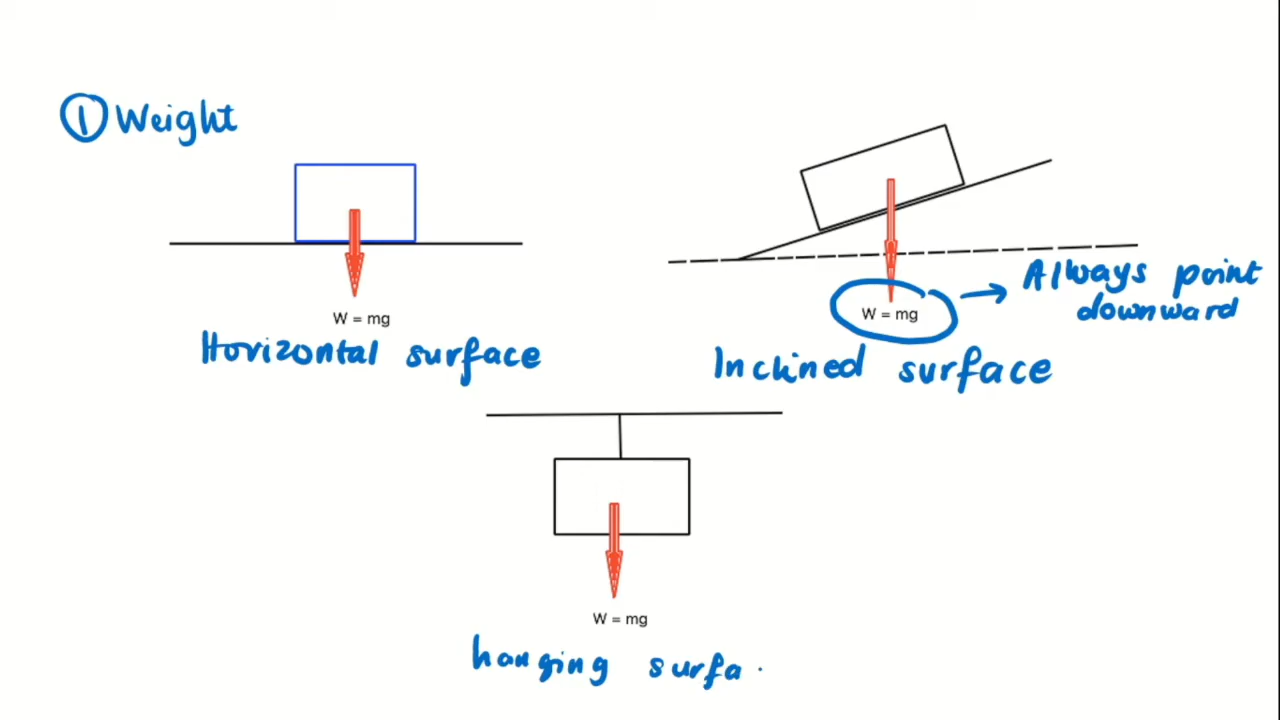 ① Weight
W = mg
Horizontal surface
W = mg
Always point
downward
Inclined surface
W = mg
hanging surfa